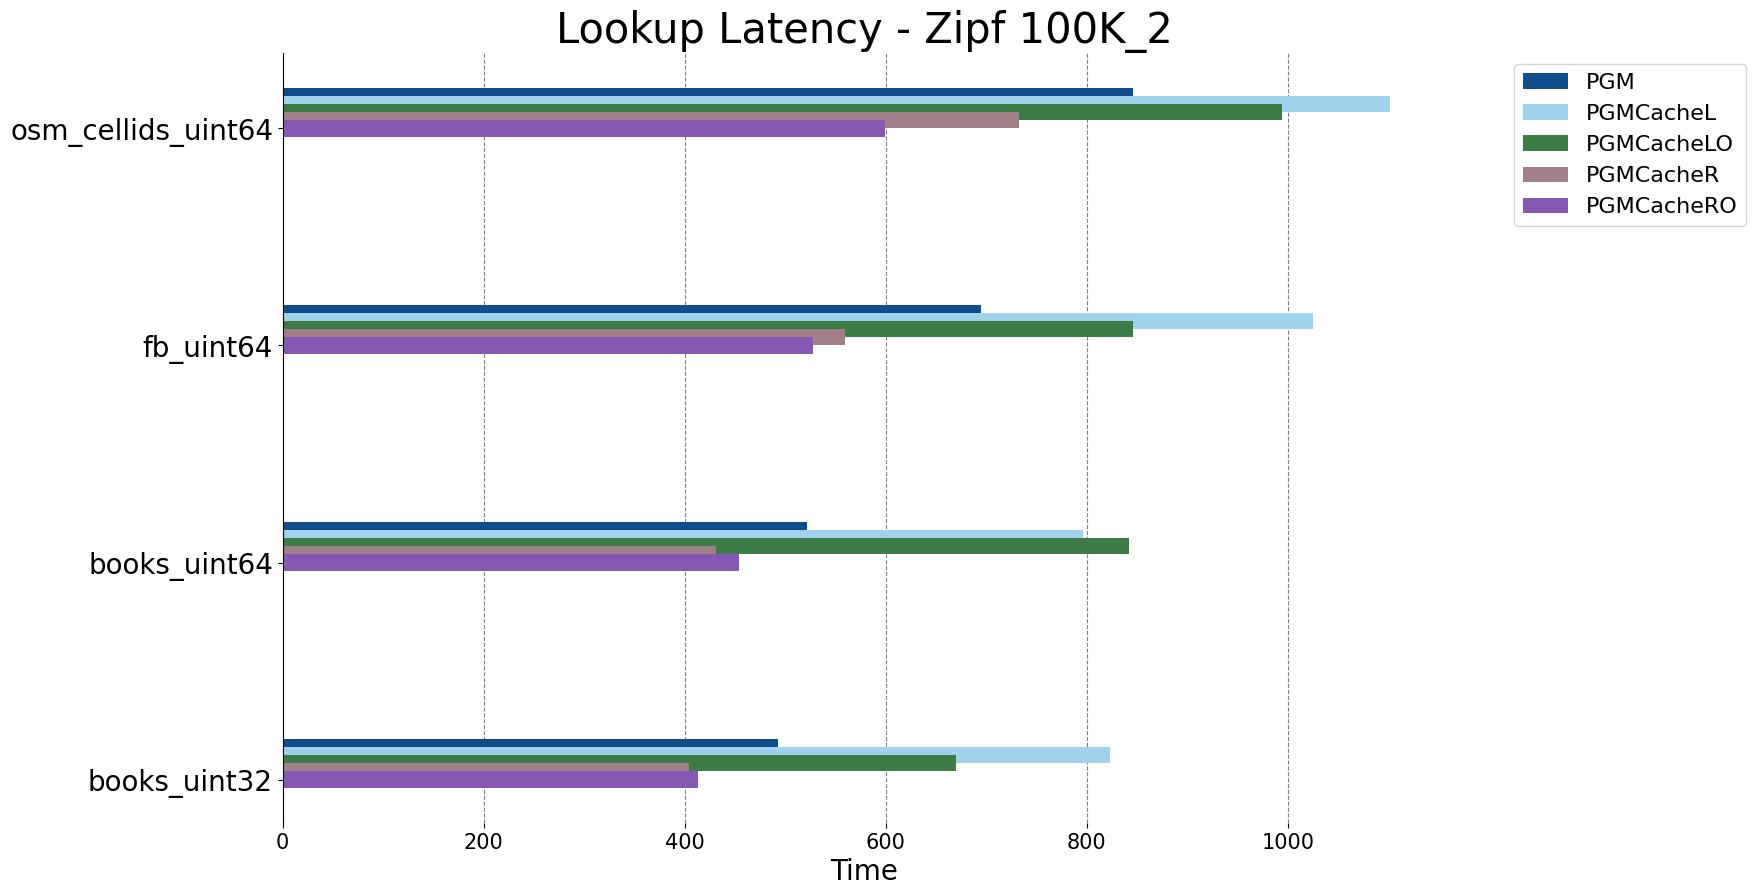 Lookup Latency - Zipf 100K_2
PGM
PGMCacheL
PGMCacheLO
PGMCacheR
PGMCacheRO
osm_cellids_uint64
fb_uint64
books_uint64
books_uint32
0 200 400 600 800 1000
Time